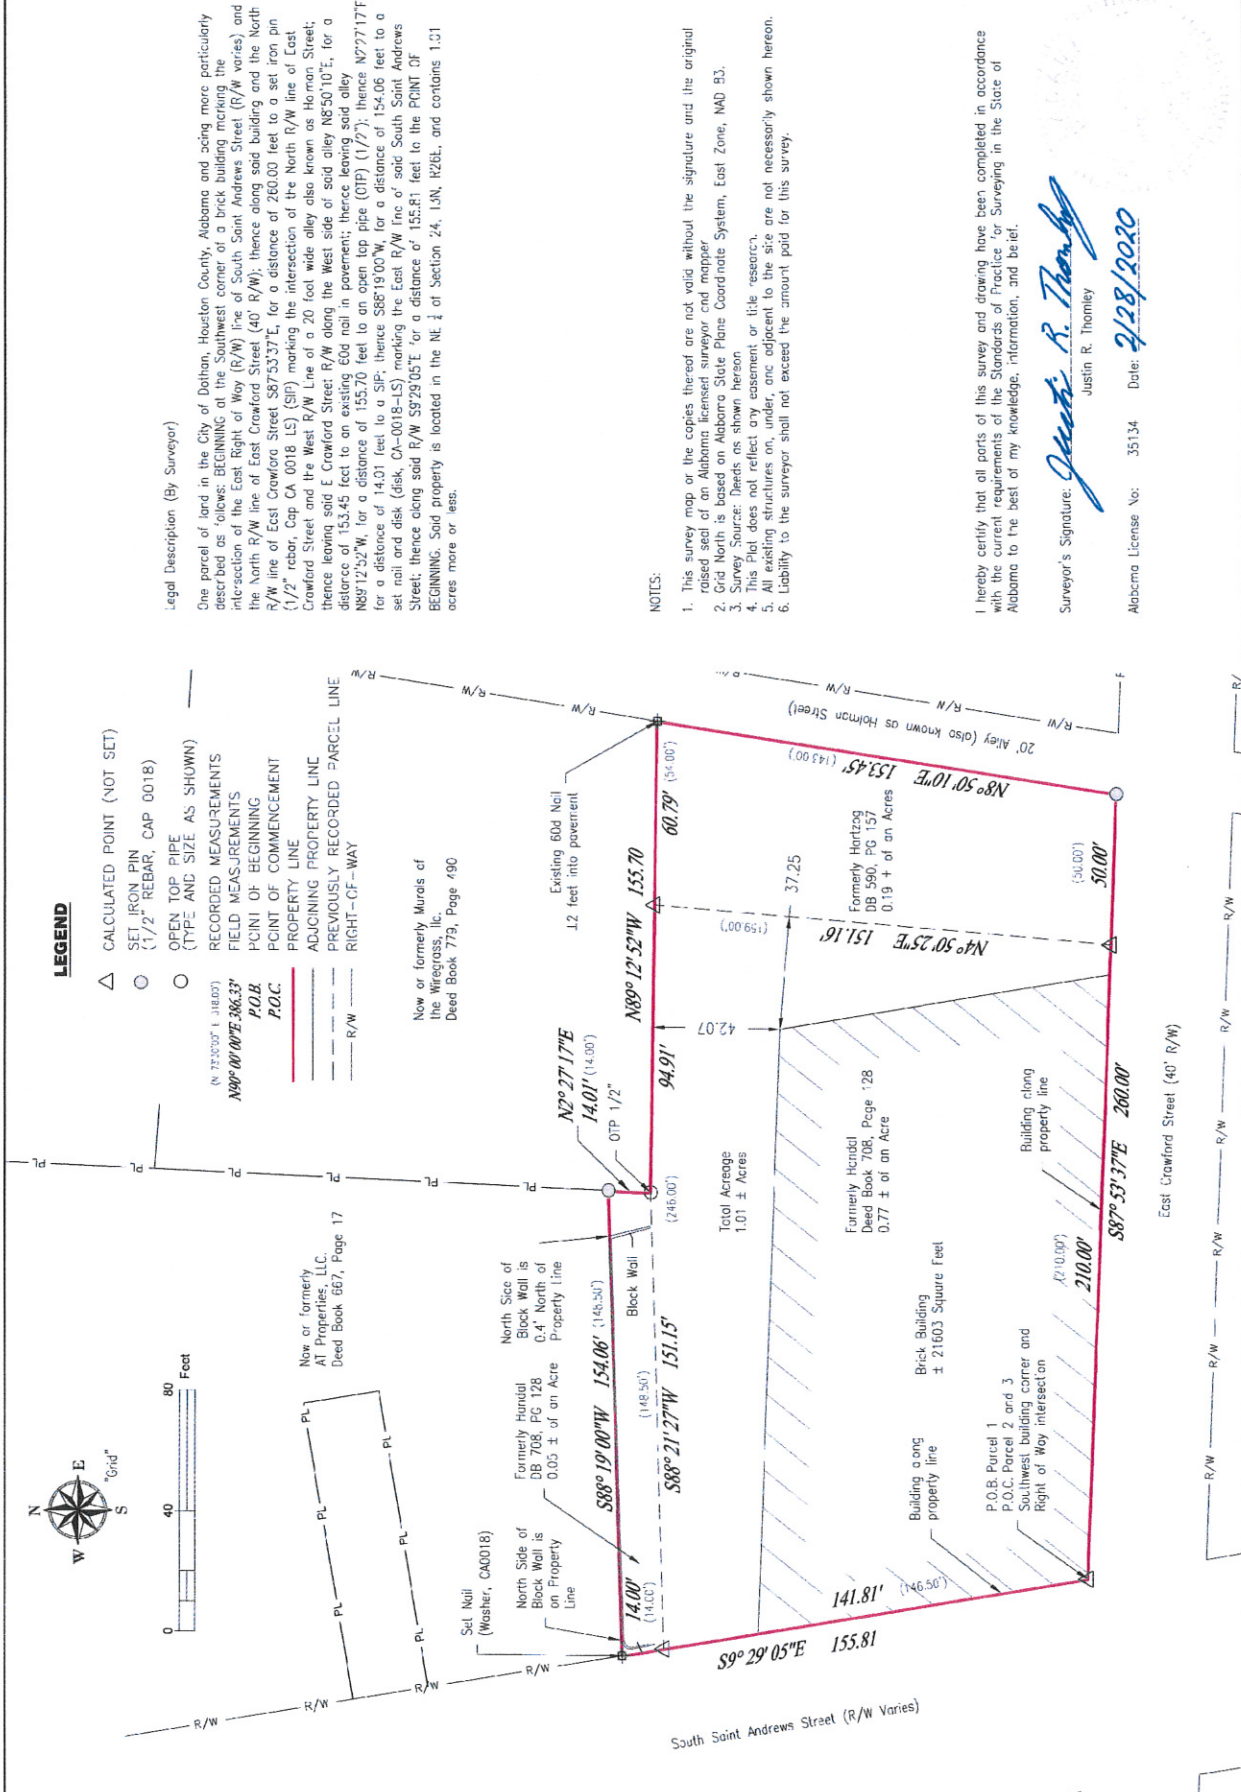 N
W
E
S
"Grid"
0
40
80
Feet
LEGEND
CALCULATED POINT (NOT SET)
SET IRON PIN
(1/2" REBAR, CAP 0018)
OPEN TOP PIPE
(TYPE AND SIZE AS SHOWN)
RECORDED MEASUREMENTS
N90° 00' 00"E 386.33' FIELD MEASUREMENTS
P.O.B. POINT OF BEGINNING
P.O.C. POINT OF COMMENCEMENT
PROPERTY LINE
ADJOINING PROPERTY LINE
PREVIOUSLY RECORDED PARCEL LINE
R/W RIGHT-OF-WAY
Legal Description (By Surveyor)
One parcel of land in the City of Dothan, Houston County, Alabama and being more particularly
described as follows: BEGINNING at the Southwest corner of a brick building marking the
intersection of the East Right of Way (R/W) line of South Saint Andrews Street (R/W varies) and
the North R/W line of East Crawford Street (40' R/W); thence along said building and the North
R/W line of East Crawford Street S87°53'37"E, for a distance of 260.00 feet to a set iron pin
(1/2" rebar, Cap CA 0018 LS) (SIP) marking the intersection of the North R/W line of East
Crawford Street and the West R/W Line of a 20 foot wide alley also known as Holman Street;
thence leaving said E Crawford Street R/W along the West side of said alley N8°50'10"E, for a
distance of 153.45 feet to an existing 60d nail in pavement; thence leaving said alley
N89°12'52"W, for a distance of 155.70 feet to an open top pipe (OTP) (1/2"); thence N2°27'17"E
for a distance of 14.01 feet to a SIP; thence S88°19'00"W, for a distance of 154.06 feet to a
set nail and disk (disk, CA-0018-LS) marking the East R/W line of said South Saint Andrews
Street; thence along said R/W S9°29'05"E for a distance of 155.81 feet to the POINT OF
BEGINNING. Said property is located in the NE ¼ of Section 24, R26E, and contains 1.01
acres more or less.
NOTES:
1. This survey map or the copies thereof are not valid without the signature and the original
raised seal of an Alabama licensed surveyor and mapper
2. Grid North is based on Alabama State Plane Coordinate System, East Zone, NAD 83.
3. Survey Source: Deeds as shown hereon
4. This Plat does not reflect any easement or title research.
5. All existing structures on, under, and adjacent to the site are not necessarily shown hereon.
6. Liability to the surveyor shall not exceed the amount paid for this survey.
I hereby certify that all parts of this survey and drawing have been completed in accordance
with the current requirements of the Standards of Practice for Surveying in the State of
Alabama to the best of my knowledge, information, and belief.
Surveyor's Signature: Justin R. Thomley
Justin R. Thomley
Alabama License No: 35134 Date: 2/28/2020
Now or formerly
AT Properties, LLC.
Deed Book 667, Page 17
Now or formerly Murals of
the Wiregrass, llc.
Deed Book 779, Page 490
PL
PL
PL
PL
PL
PL
PL
PL
PL
PL
PL
PL
R/W
R/W
R/W
R/W
R/W
R/W
R/W
R/W
R/W
R/W
Set Nail
(Washer, CA0018)
North Side of
Block Wall is
on Property
Line
Formerly Hundal
DB 708, PG 128
0.05 ± of an Acre
North Side of
Block Wall is
0.4' North of
Property Line
N2° 27' 17"E
14.01' (14.00')
OTP 1/2"
Existing 60d Nail
1.2 feet into pavement
S88° 19' 00"W 154.06' (148.50')
Block Wall
14.00'
(14.00')
(148.50')
S88° 21' 27"W 151.15'
(246.00')
N89° 12' 52"W 155.70
94.91'
60.79' (54.00')
42.07
37.25
(159.00')
N4° 50' 25"E 151.16'
20' Alley (also known as Holman Street)
(143.00')
N8° 50' 10"E 153.45'
Total Acreage
1.01 ± Acres
Formerly Hundal
Deed Book 708, Page 128
0.77 ± of an Acre
Formerly Hartzog
DB 590, PG 157
0.19 ± of an Acres
Brick Building
± 21603 Square Feet
Building along
property line
Building along
property line
P.O.B. Parcel 1
P.O.C. Parcel 2 and 3
Southwest building corner and
Right of Way intersection
141.81' (146.50')
S9° 29' 05"E 155.81
(210.00')
210.00'
(50.00')
50.00'
S87° 53' 37"E 260.00'
South Saint Andrews Street (R/W Varies)
East Crawford Street (40' R/W)
R/W
R/W
R/W
R/W
R/W